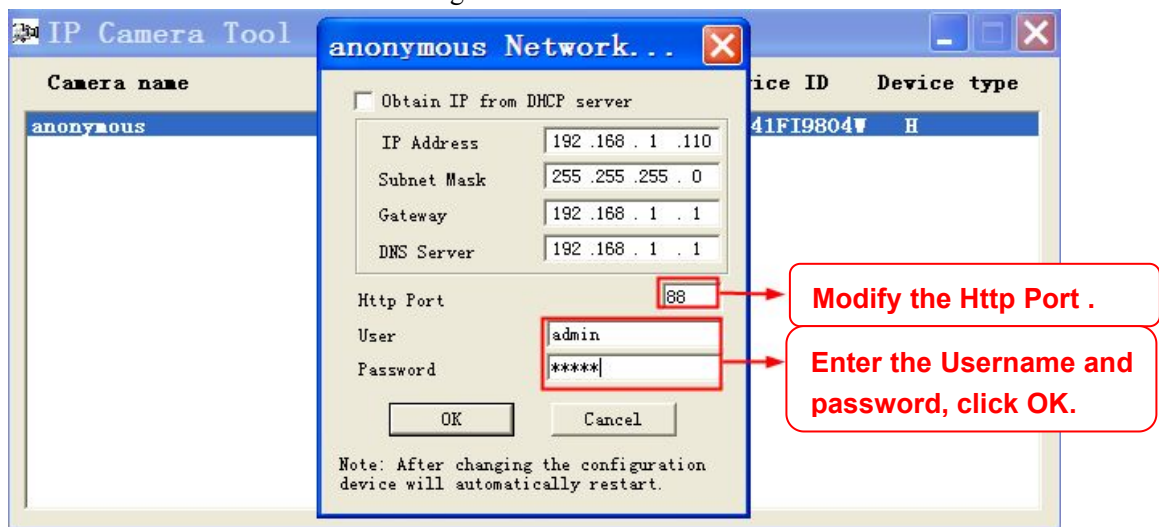 IP Camera Tool
anonymous Network...
Camera name
ice ID
Device type
anonymous
41FI9804W
H
Obtain IP from DHCP server
IP Address
192 .168 . 1 .110
Subnet Mask
255 .255 .255 . 0
Gateway
192 .168 . 1 . 1
DNS Server
192 .168 . 1 . 1
Http Port
88
User
admin
Password
*****
OK
Cancel
Note: After changing the configuration
device will automatically restart.
Modify the Http Port .
Enter the Username and
password, click OK.